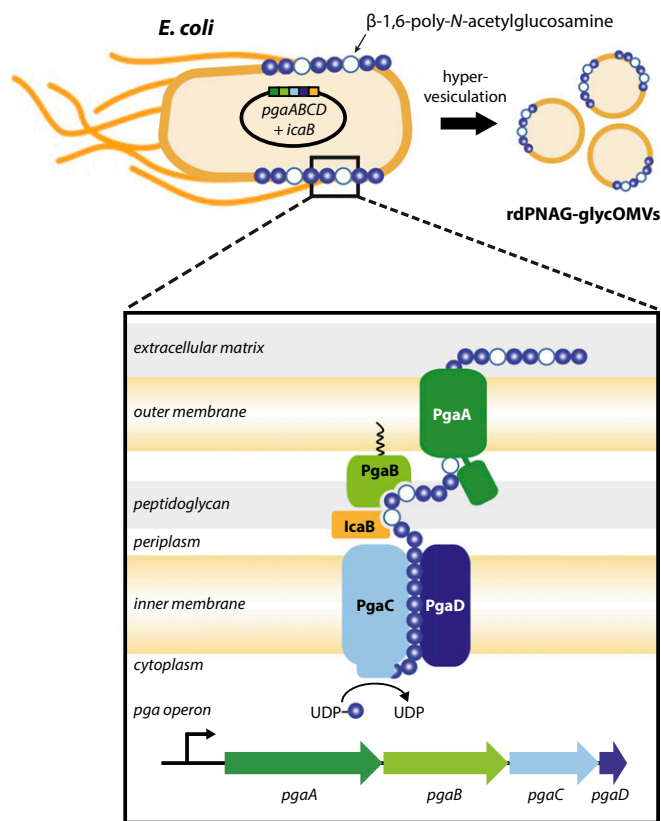 E. coli
β-1,6-poly-N-acetylglucosamine
pgaABCD
+ icaB
hyper-
vesiculation
rdPNAG-glycOMVs
extracellular matrix
outer membrane
PgaA
PgaB
peptidoglycan
IcaB
periplasm
inner membrane
PgaC
PgaD
cytoplasm
pga operon
UDP
UDP
pgaA
pgaB
pgaC
pgaD